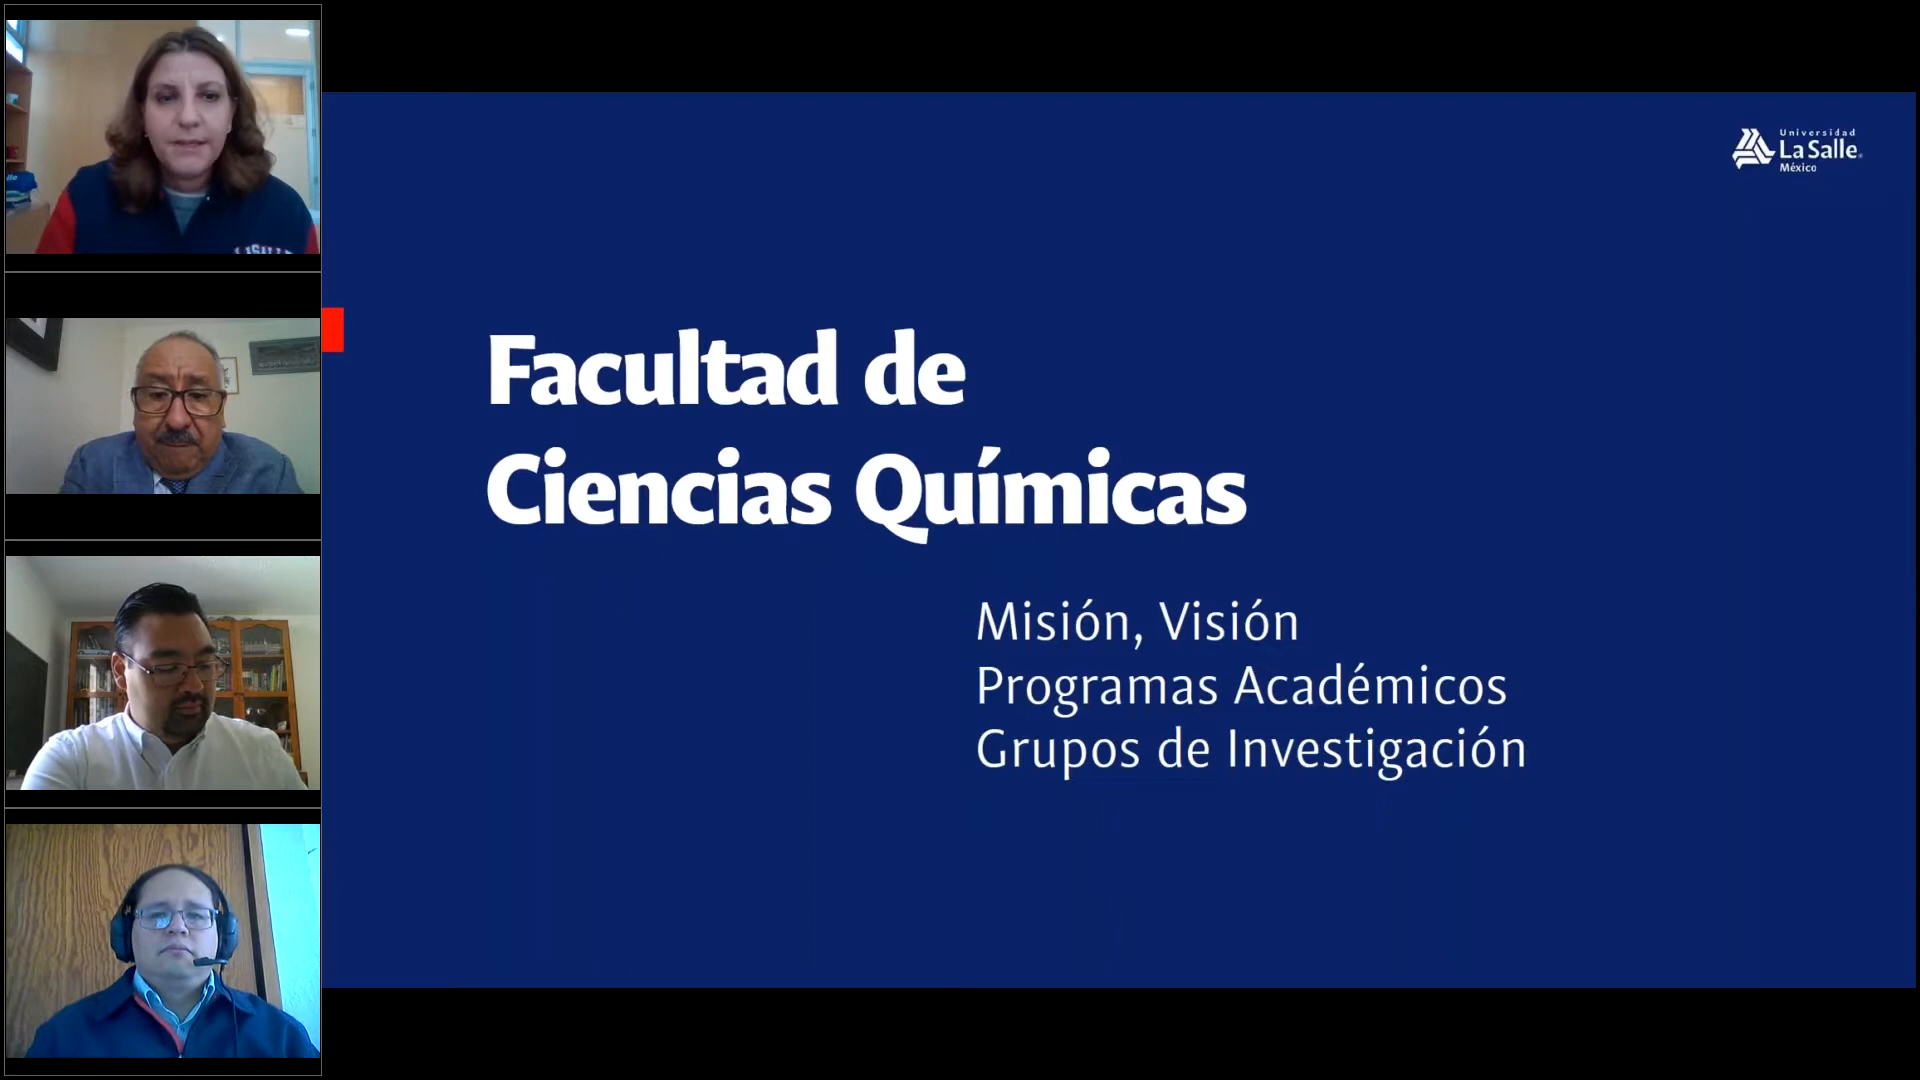 Universidad
La Salle
México
Facultad de
Ciencias Químicas
Misión, Visión
Programas Académicos
Grupos de Investigación